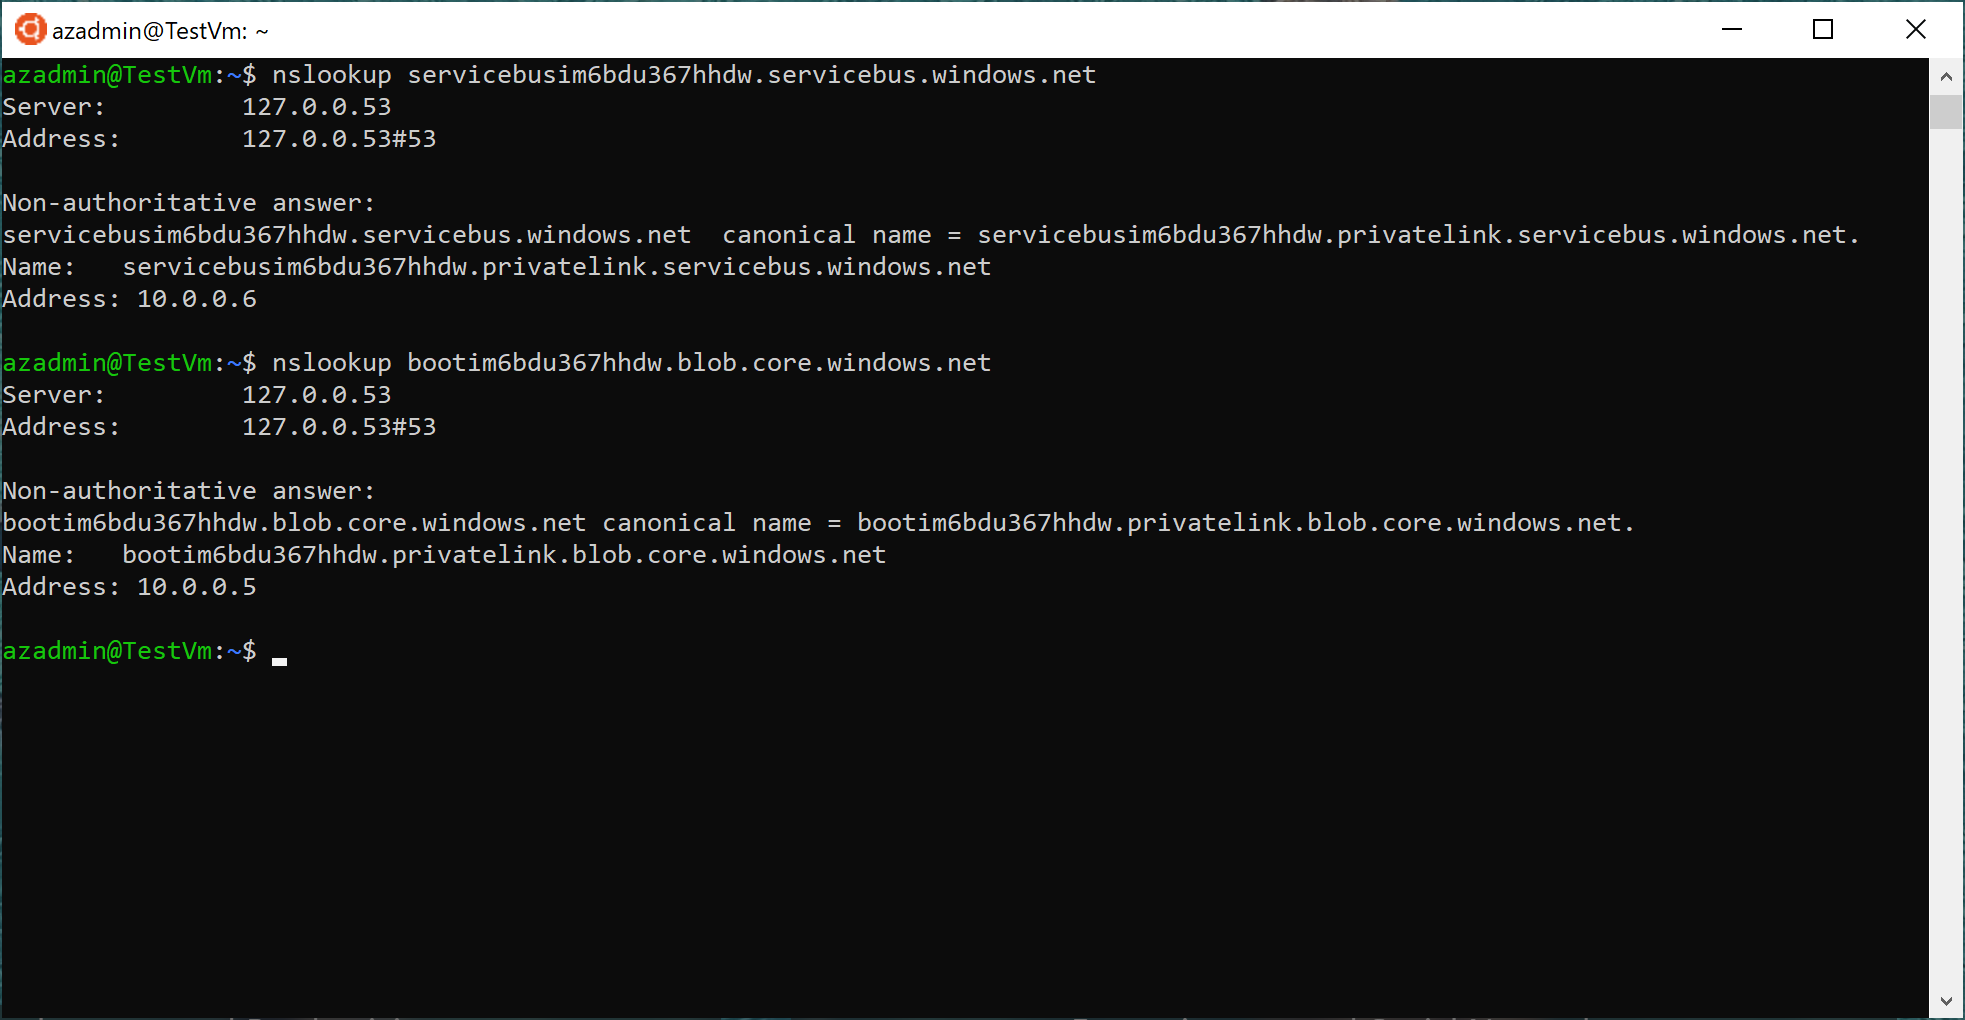 azadmin@TestVm: ~
azadmin@TestVm:~$ nslookup servicebusim6bdu367hhdw.servicebus.windows.net
Server:         127.0.0.53
Address:        127.0.0.53#53
Non-authoritative answer:
servicebusim6bdu367hhdw.servicebus.windows.net  canonical name = servicebusim6bdu367hhdw.privatelink.servicebus.windows.net.
Name:   servicebusim6bdu367hhdw.privatelink.servicebus.windows.net
Address: 10.0.0.6
azadmin@TestVm:~$ nslookup bootim6bdu367hhdw.blob.core.windows.net
Server:         127.0.0.53
Address:        127.0.0.53#53
Non-authoritative answer:
bootim6bdu367hhdw.blob.core.windows.net canonical name = bootim6bdu367hhdw.privatelink.blob.core.windows.net.
Name:   bootim6bdu367hhdw.privatelink.blob.core.windows.net
Address: 10.0.0.5
azadmin@TestVm:~$